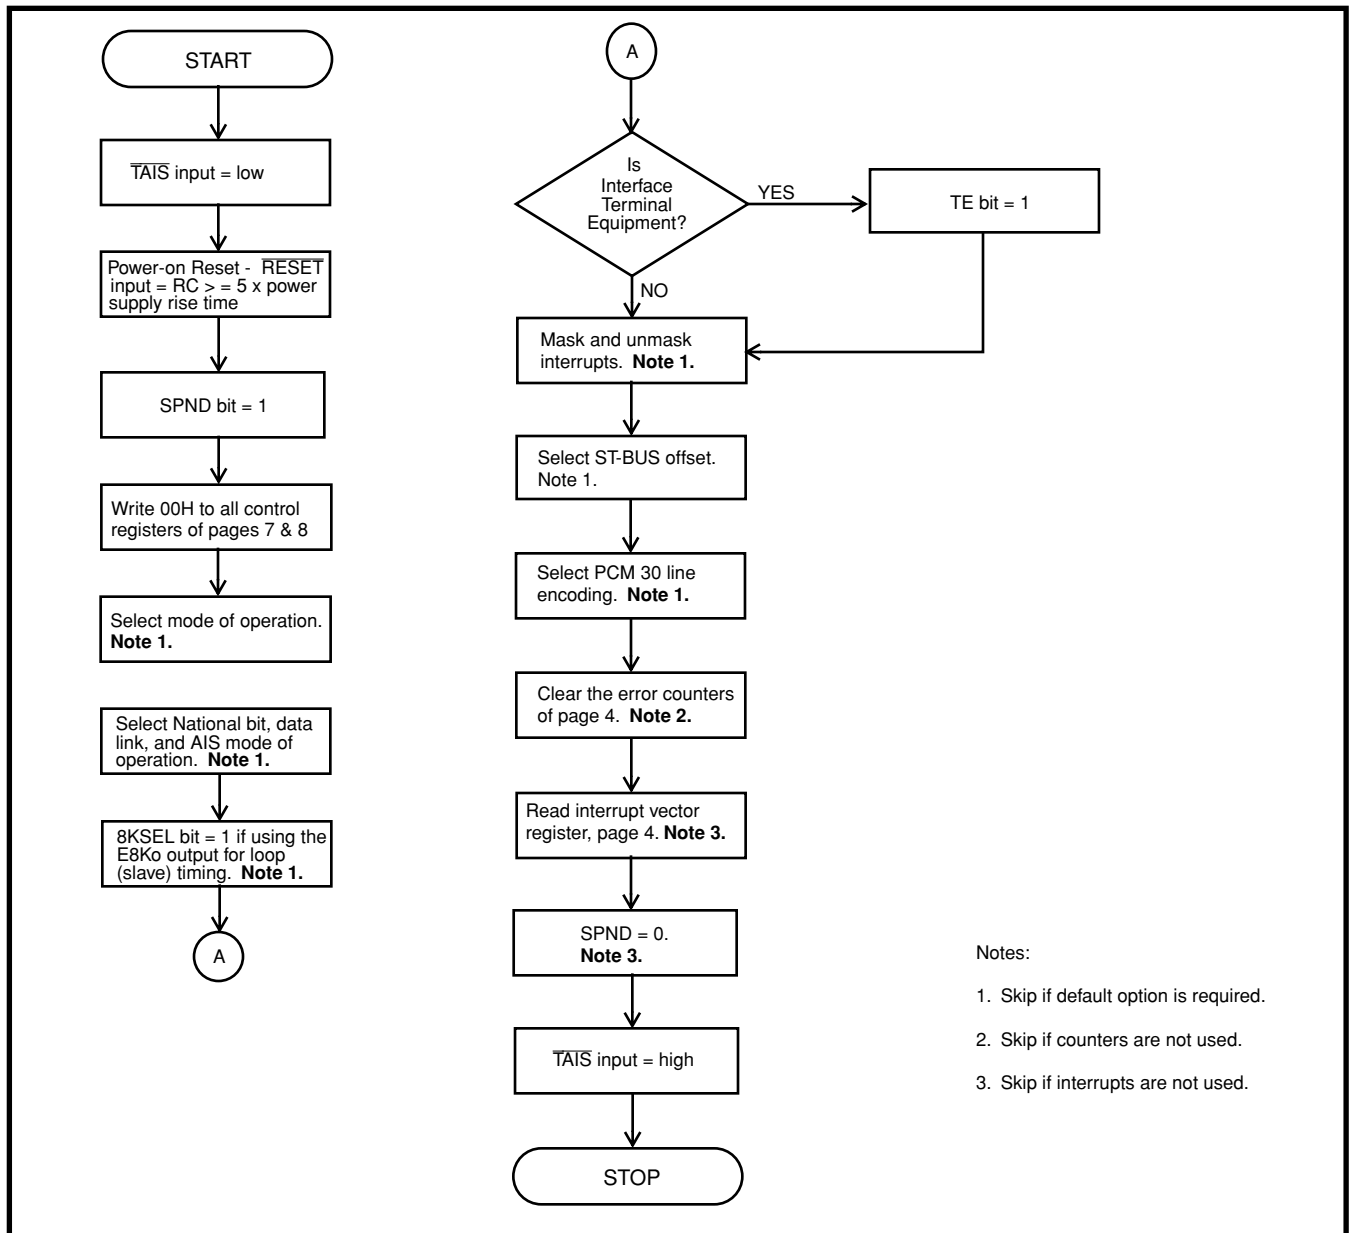 START
TAIS input = low
Power-on Reset - RESET
input = RC > = 5 x power
supply rise time
SPND bit = 1
Write 00H to all control
registers of pages 7 & 8
Select mode of operation.
Note 1.
Select National bit, data
link, and AIS mode of
operation. Note 1.
8KSEL bit = 1 if using the
E8Ko output for loop
(slave) timing. Note 1.
A
A
Is
Interface
Terminal
Equipment?
YES
TE bit = 1
NO
Mask and unmask
interrupts. Note 1.
Select ST-BUS offset.
Note 1.
Select PCM 30 line
encoding. Note 1.
Clear the error counters
of page 4. Note 2.
Read interrupt vector
register, page 4. Note 3.
SPND = 0.
Note 3.
TAIS input = high
STOP
Notes:
1. Skip if default option is required.
2. Skip if counters are not used.
3. Skip if interrupts are not used.